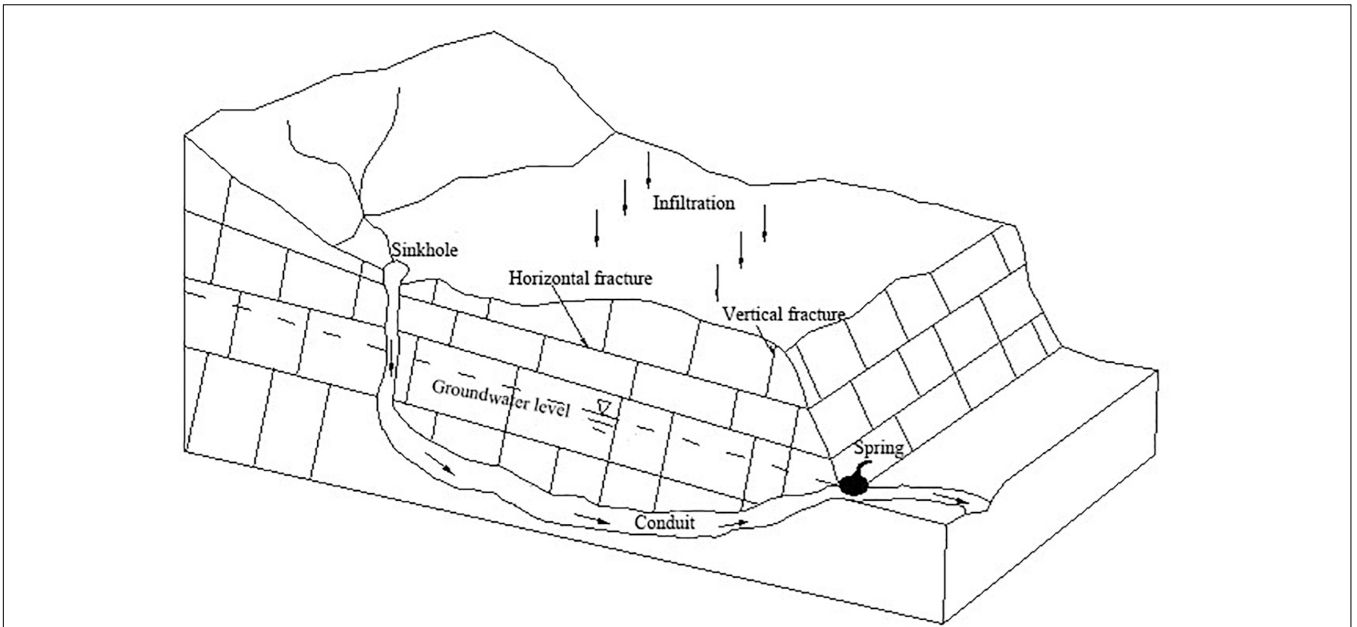 Infiltration
Sinkhole
Horizontal fracture
Vertical fracture
Groundwater level
Spring
Conduit